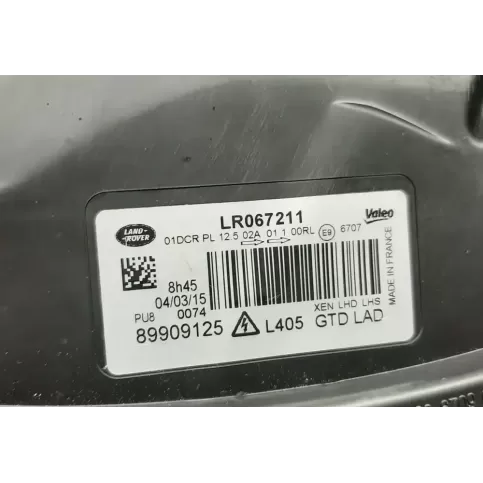 LAND-
ROVER
LR067211
Valeo
01DCR PL 12.5 02A 01 1 00RL E9 6707
MADE IN FRANCE
8h45
04/03/15
PU8 0074
XEN LHD LHS
89909125 L405 GTD LAD